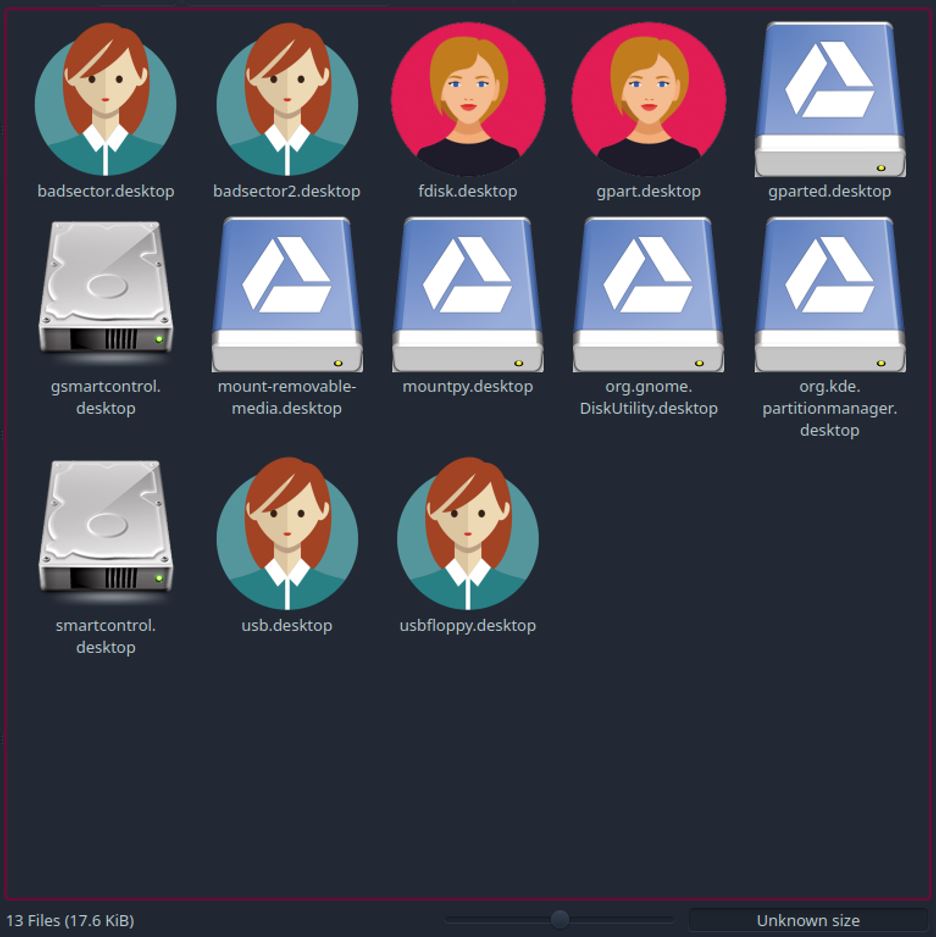 badsector.desktop
badsector2.desktop
fdisk.desktop
gpart.desktop
gparted.desktop
gsmartcontrol.
desktop
mount-removable-
media.desktop
mountpy.desktop
org.gnome.
DiskUtility.desktop
org.kde.
partitionmanager.
desktop
smartcontrol.
desktop
usb.desktop
usbfloppy.desktop
13 Files (17.6 KiB)
Unknown size